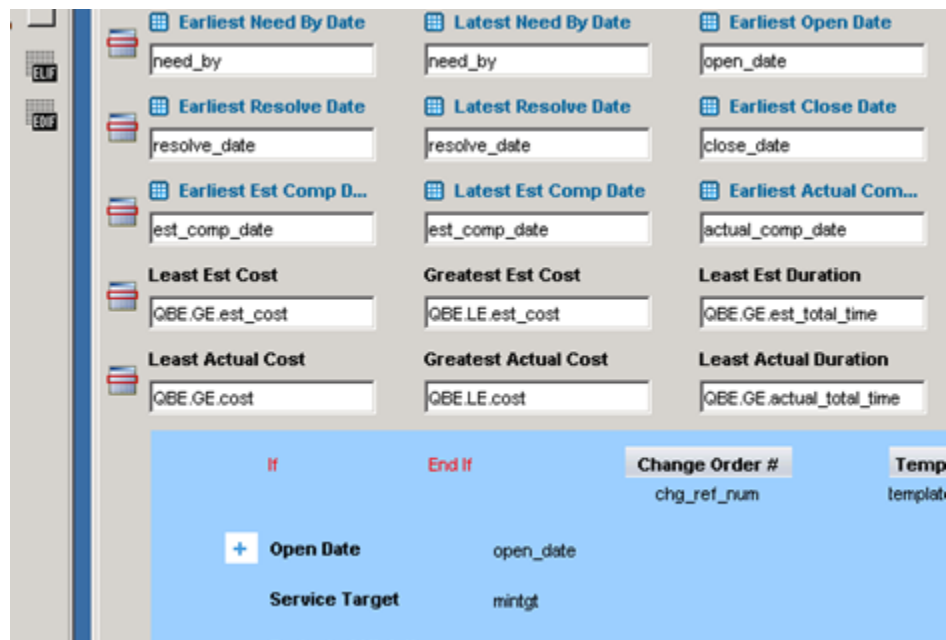 Earliest Need By Date Latest Need By Date Earliest Open Date
need_by need_by open_date
ELIF
Earliest Resolve Date Latest Resolve Date Earliest Close Date
EDIF
resolve_date resolve_date close_date
Earliest Est Comp D... Latest Est Comp Date Earliest Actual Com...
est_comp_date est_comp_date actual_comp_date
Least Est Cost Greatest Est Cost Least Est Duration
QBE.GE.est_cost QBE.LE.est_cost QBE.GE.est_total_time
Least Actual Cost Greatest Actual Cost Least Actual Duration
QBE.GE.cost QBE.LE.cost QBE.GE.actual_total_time
If End If Change Order # Temp
chg_ref_num template
Open Date open_date
Service Target mintgt